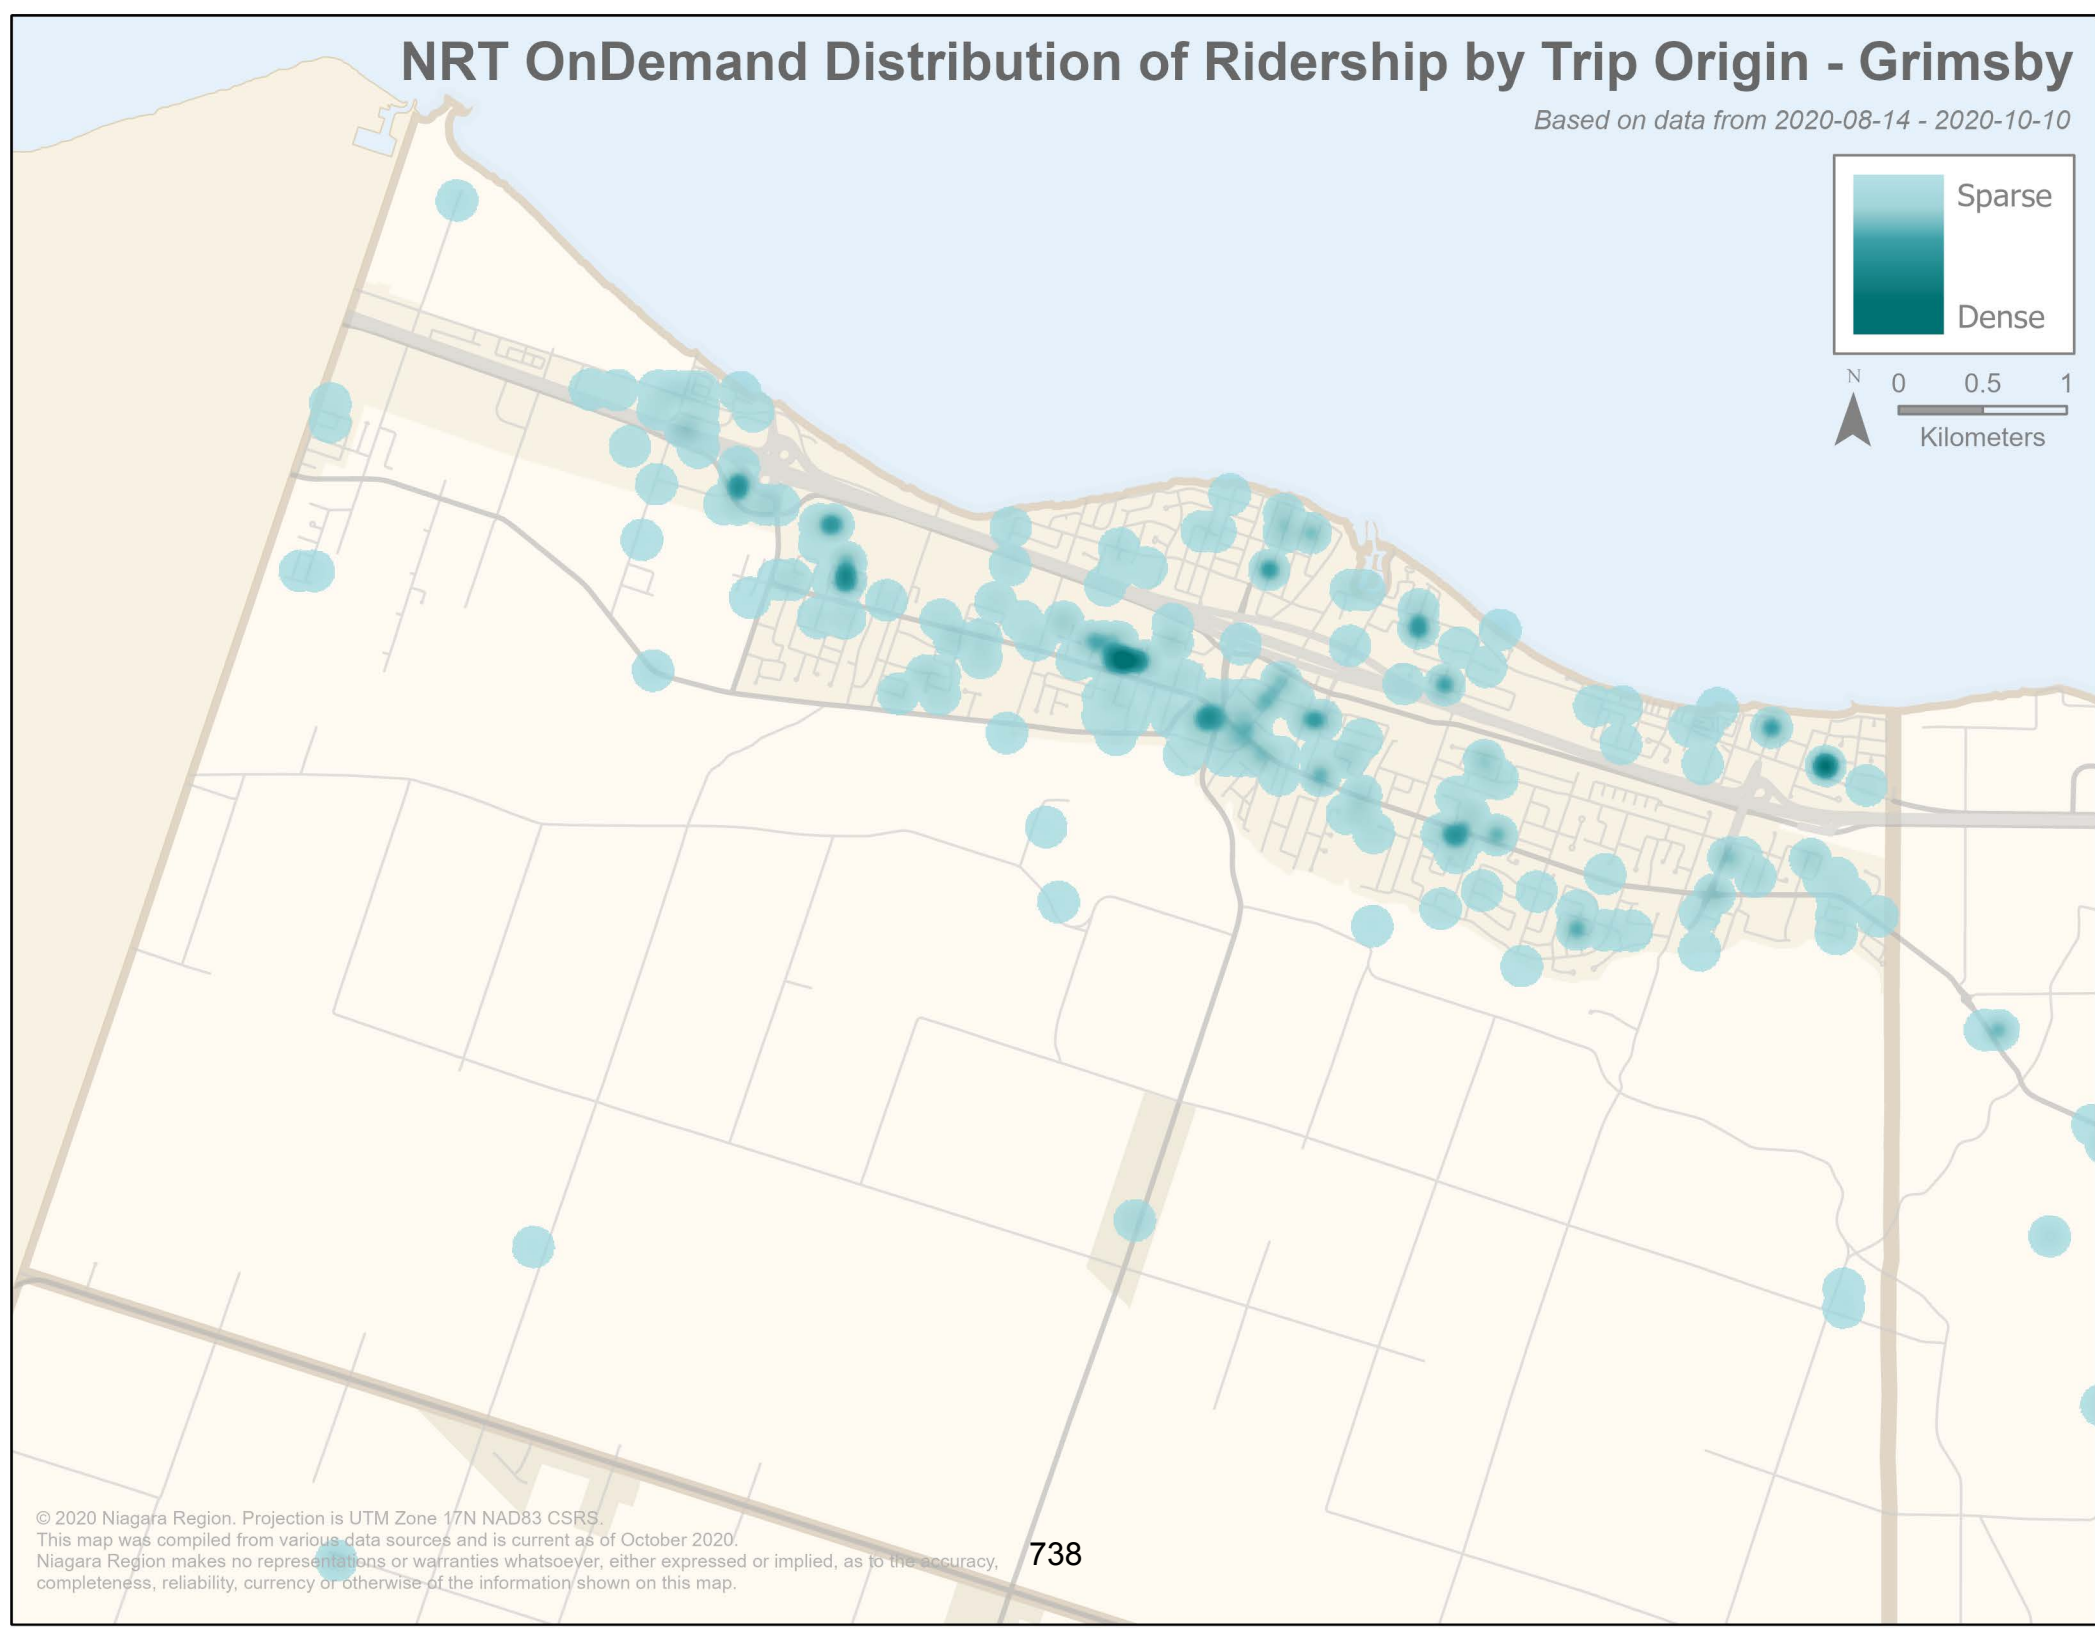 NRT OnDemand Distribution of Ridership by Trip Origin - Grimsby
Based on data from 2020-08-14 - 2020-10-10
Sparse
Dense
N
0 0.5 1
Kilometers
© 2020 Niagara Region. Projection is UTM Zone 17N NAD83 CSRS.
This map was compiled from various data sources and is current as of October 2020.
Niagara Region makes no representations or warranties whatsoever, either expressed or implied, as to the accuracy,
completeness, reliability, currency or otherwise of the information shown on this map.
738